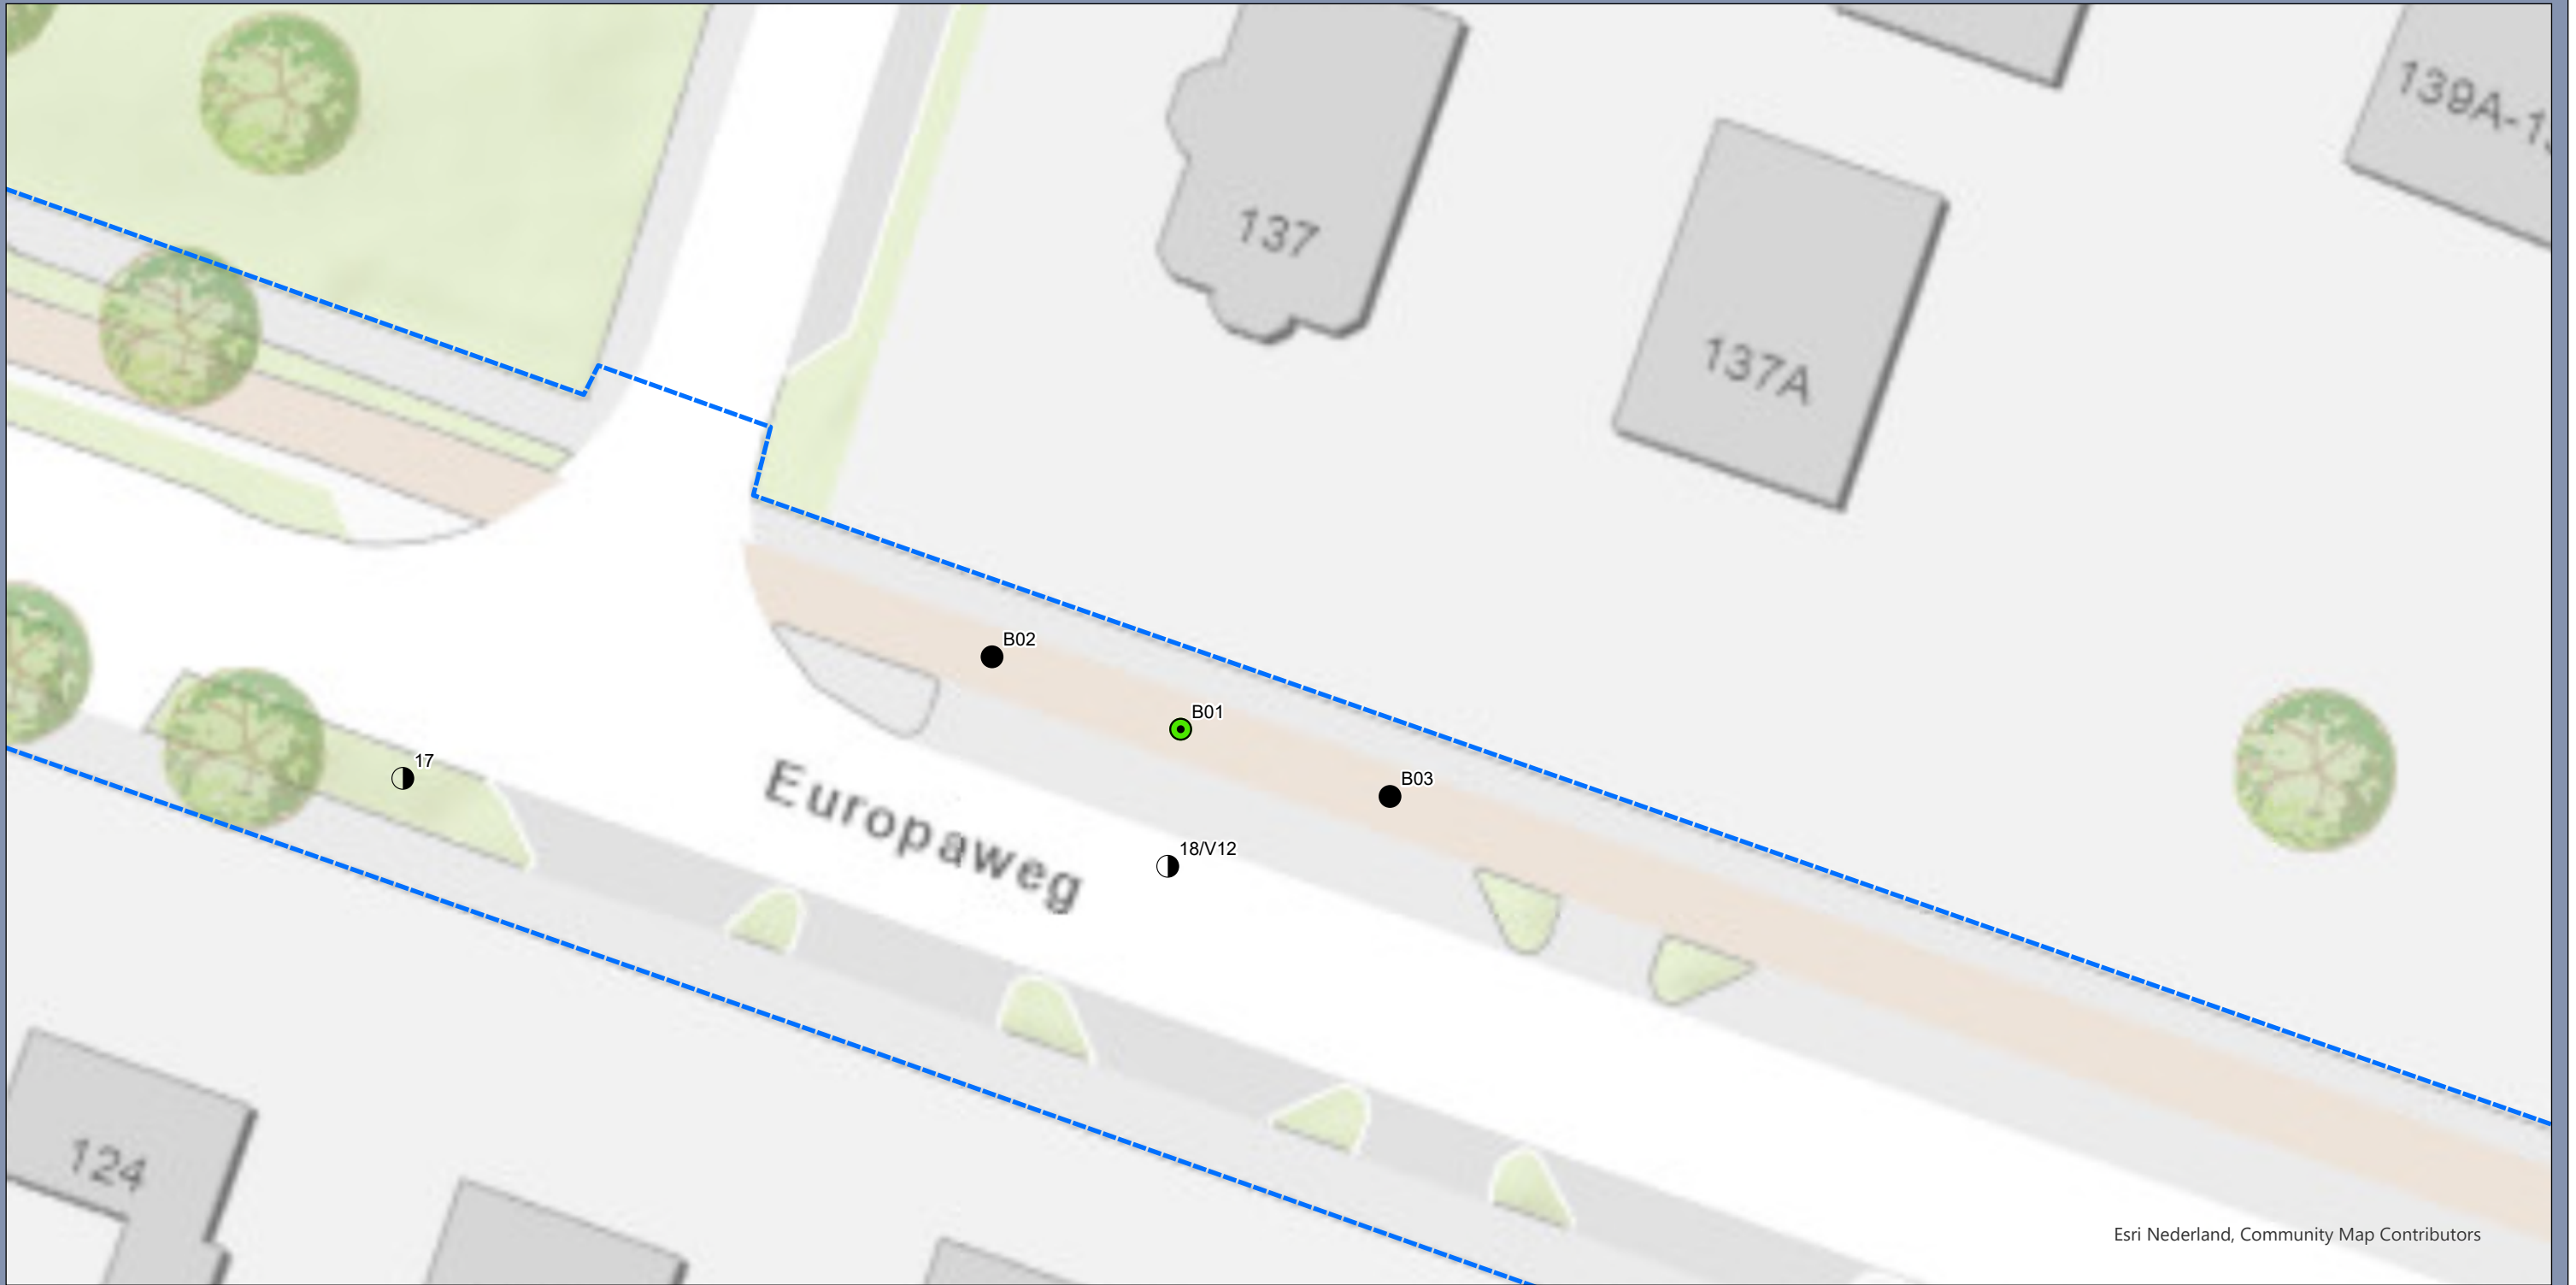 139A-1
137
137A
B02
B01
17
B03
Europaweg
18/V12
124
Esri Nederland, Community Map Contributors